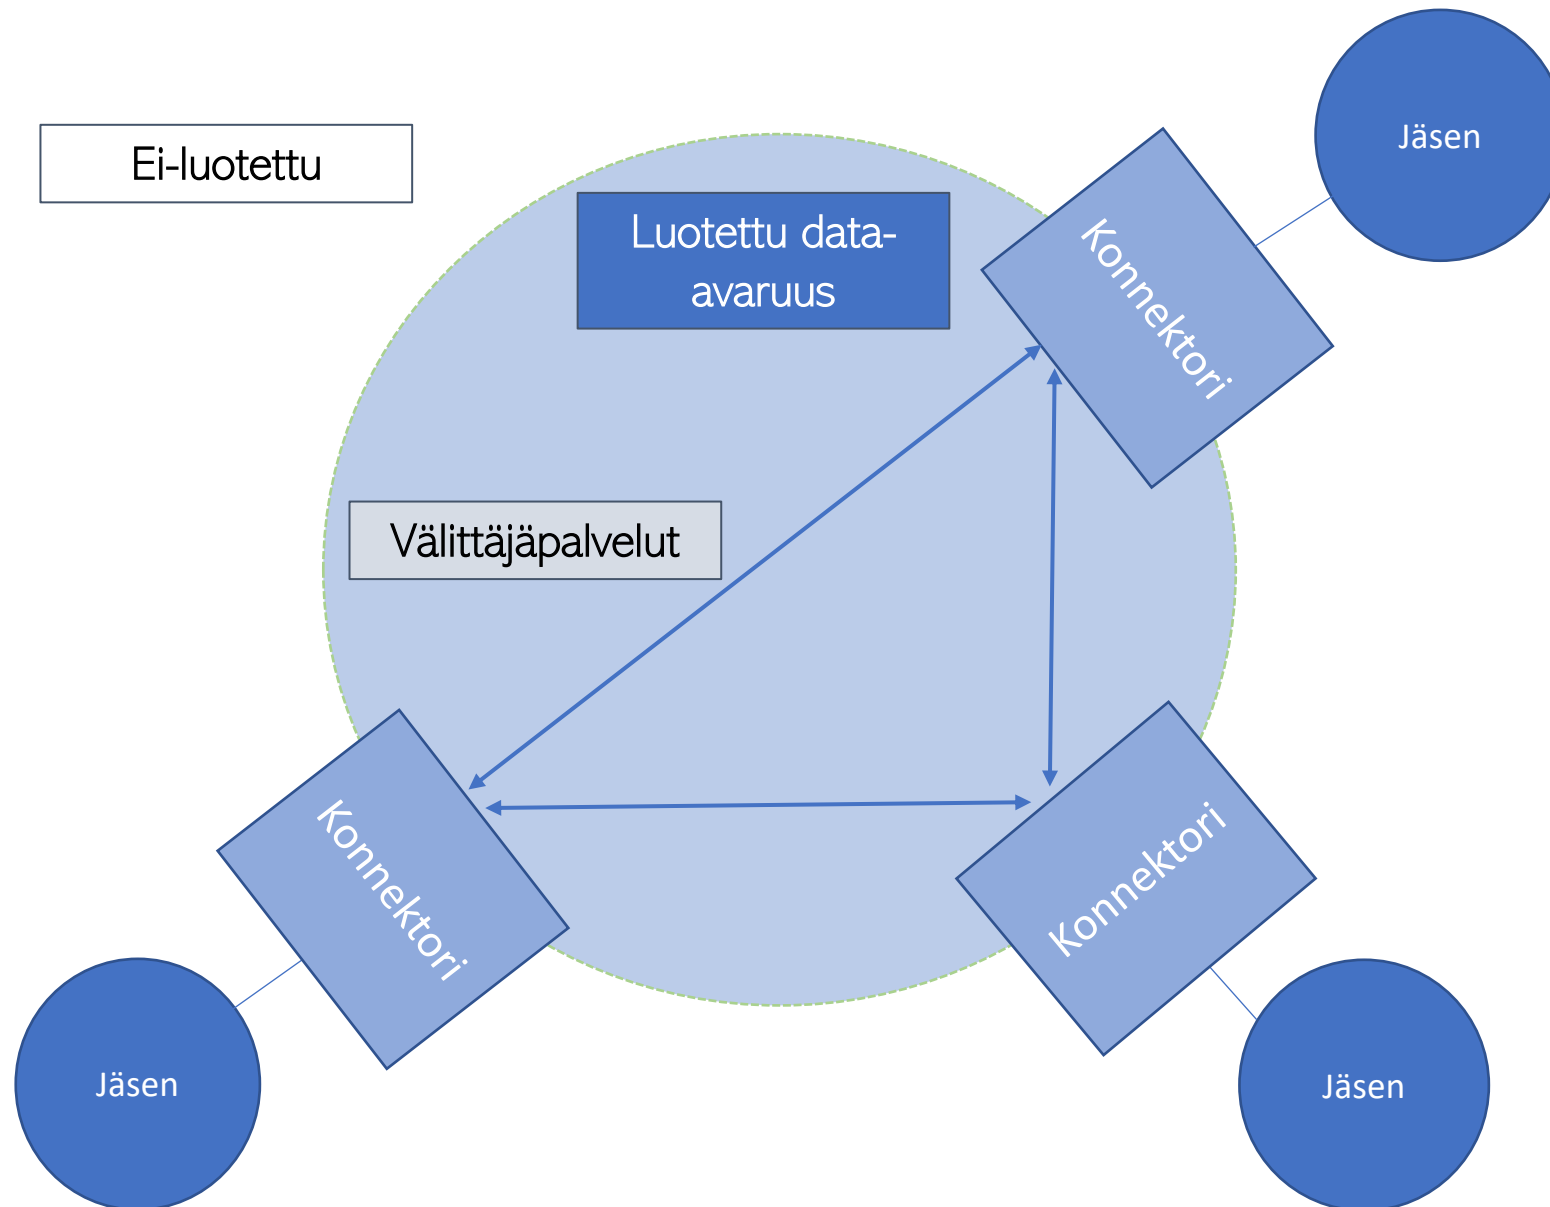 Jäsen
Ei-luotettu
Luotettu data-
avaruus
Konnektori
Välittäjäpalvelut
Konnektori
Konnektori
Jäsen
Jäsen